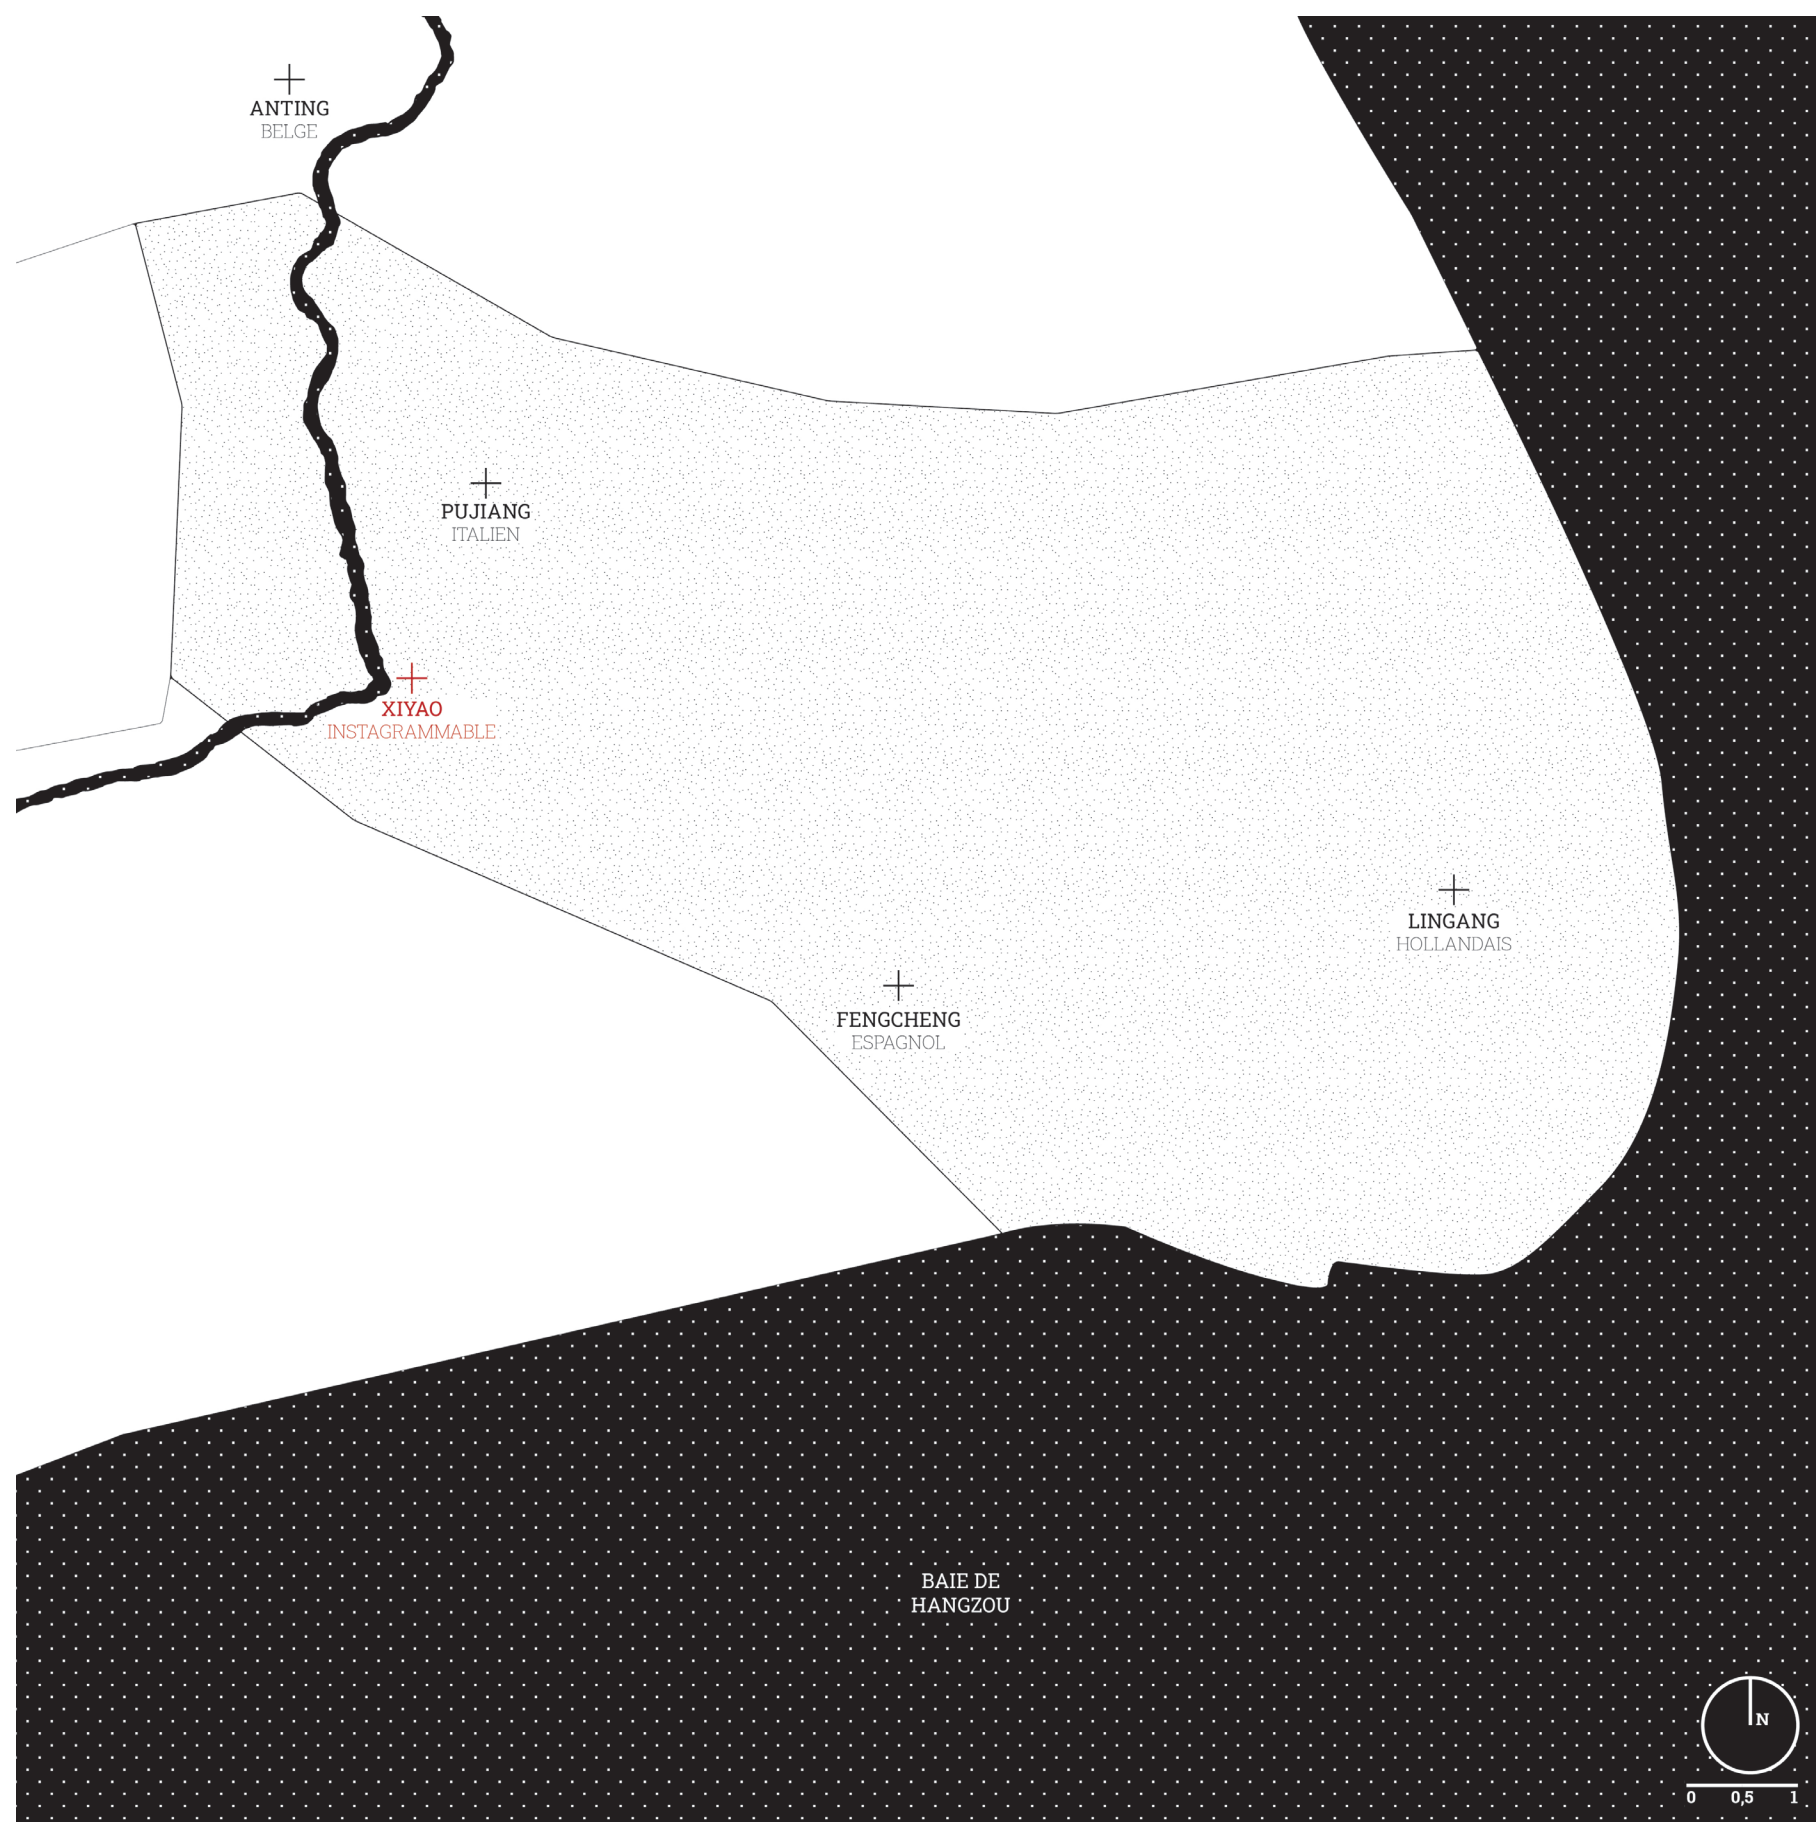 ANTING
BELGE
PUJIANG
ITALIEN
XIYAO
INSTAGRAMMABLE
LINGANG
HOLLANDAIS
FENGCHENG
ESPAGNOL
BAIE DE
HANGZOU
N
0 0,5 1